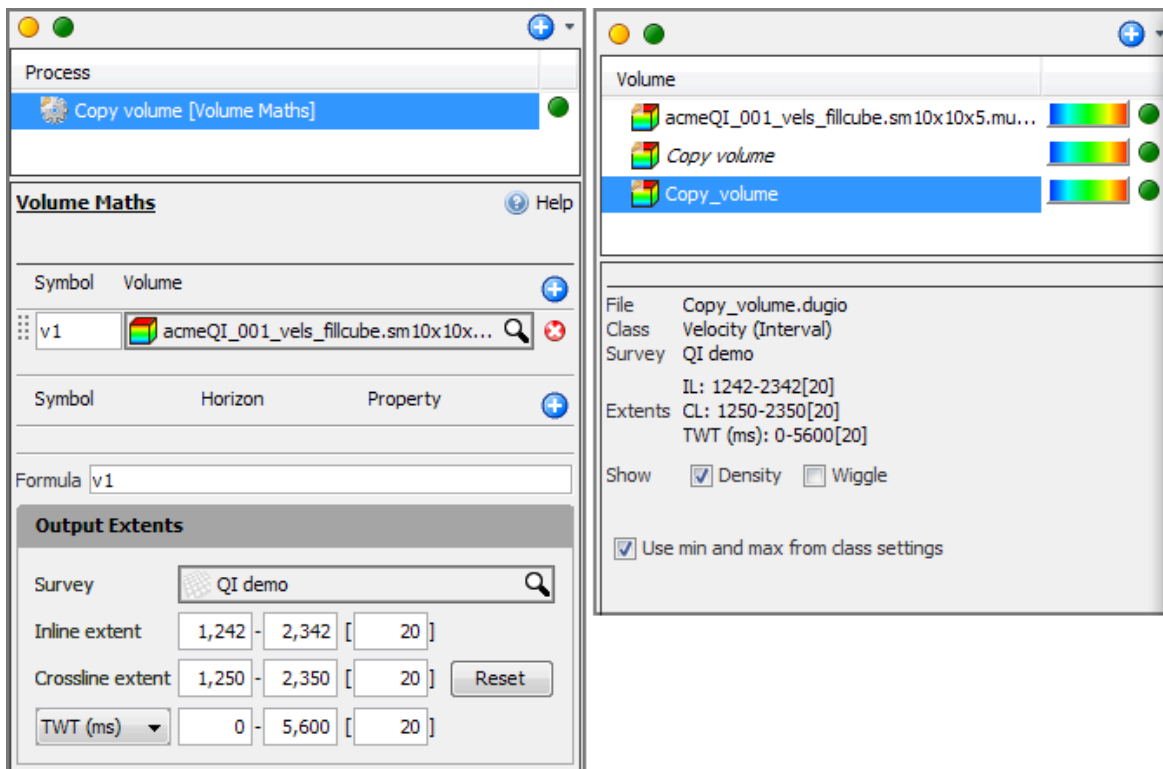 Process
Copy volume [Volume Maths]
Volume Maths
Help
Symbol Volume
v1 acmeQI_001_vels_fillcube.sm10x10x...
Symbol Horizon Property
Formula v1
Output Extents
Survey QI demo
Inline extent 1,242 - 2,342 [ 20 ]
Crossline extent 1,250 - 2,350 [ 20 ] Reset
TWT (ms) 0 - 5,600 [ 20 ]
Volume
acmeQI_001_vels_fillcube.sm10x10x5.mu...
Copy volume
Copy_volume
File Copy_volume.dugio
Class Velocity (Interval)
Survey QI demo
IL: 1242-2342[20]
Extents CL: 1250-2350[20]
TWT (ms): 0-5600[20]
Show Density Wiggle
Use min and max from class settings